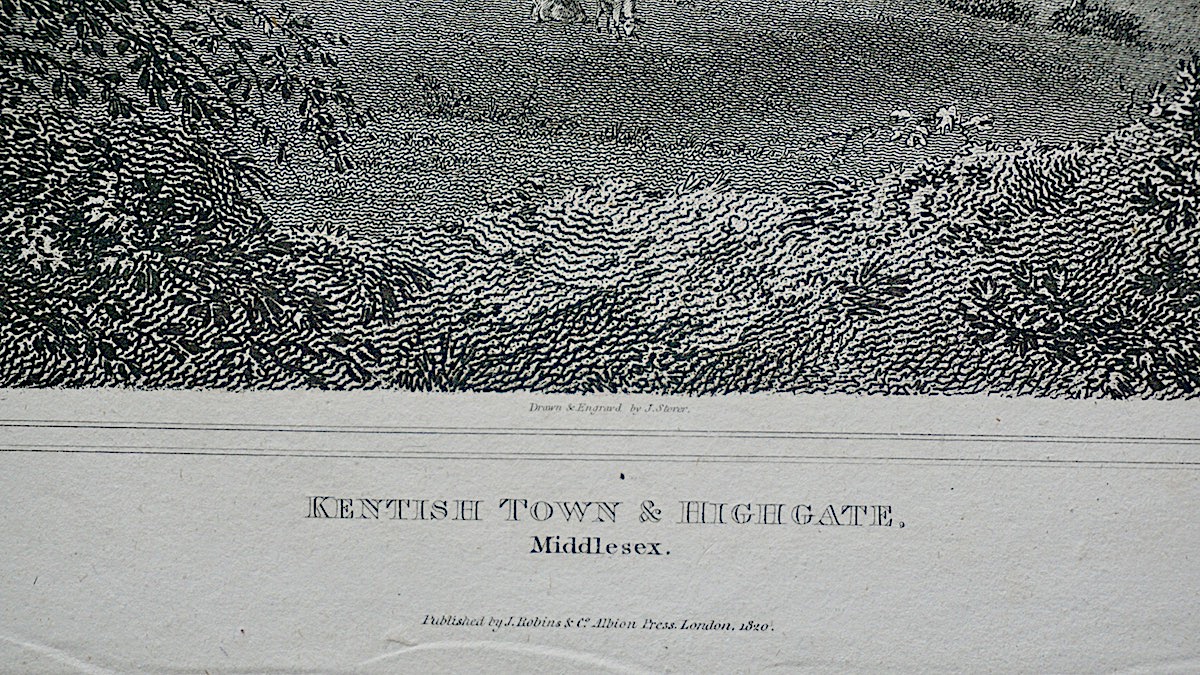 Drawn & Engrav'd by J. Storer.
KENTISH TOWN & HIGHGATE.
Middlesex.
Published by J. Robins & Co. Albion Press. London, 1820.